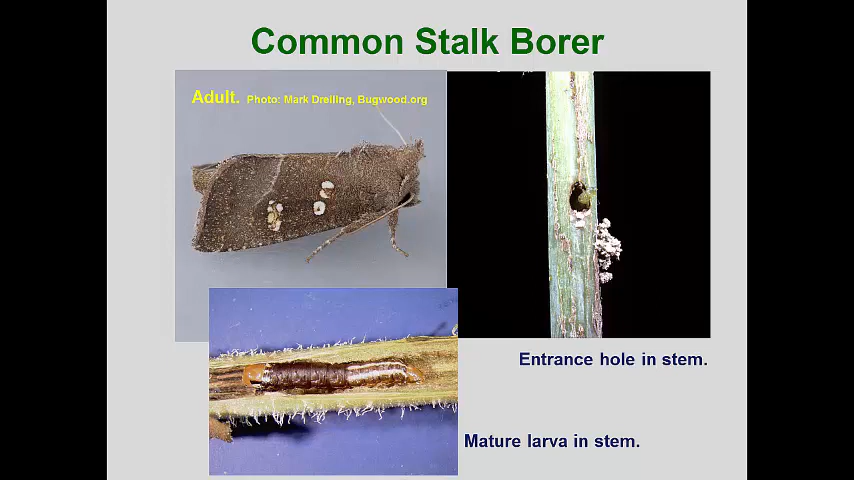 Common Stalk Borer
Adult. Photo: Mark Dreiling, Bugwood.org
Entrance hole in stem.
Mature larva in stem.